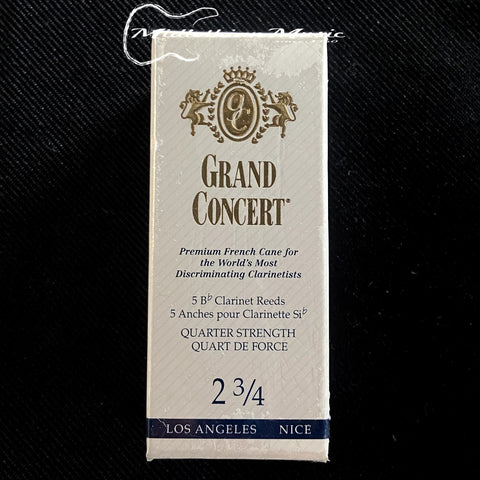 GC
GRAND
CONCERT®
Premium French Cane for
the World's Most
Discriminating Clarinetists
5 B♭ Clarinet Reeds
5 Anches pour Clarinette Si♭
QUARTER STRENGTH
QUART DE FORCE
2 3/4
LOS ANGELES NICE